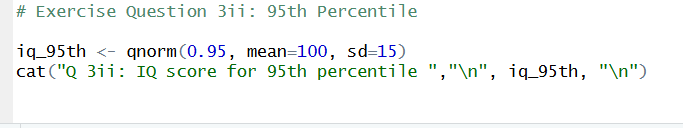 # Exercise Question 3ii: 95th Percentile
iq_95th <- qnorm(0.95, mean=100, sd=15)
cat("Q 3ii: IQ score for 95th percentile ","\n", iq_95th, "\n")